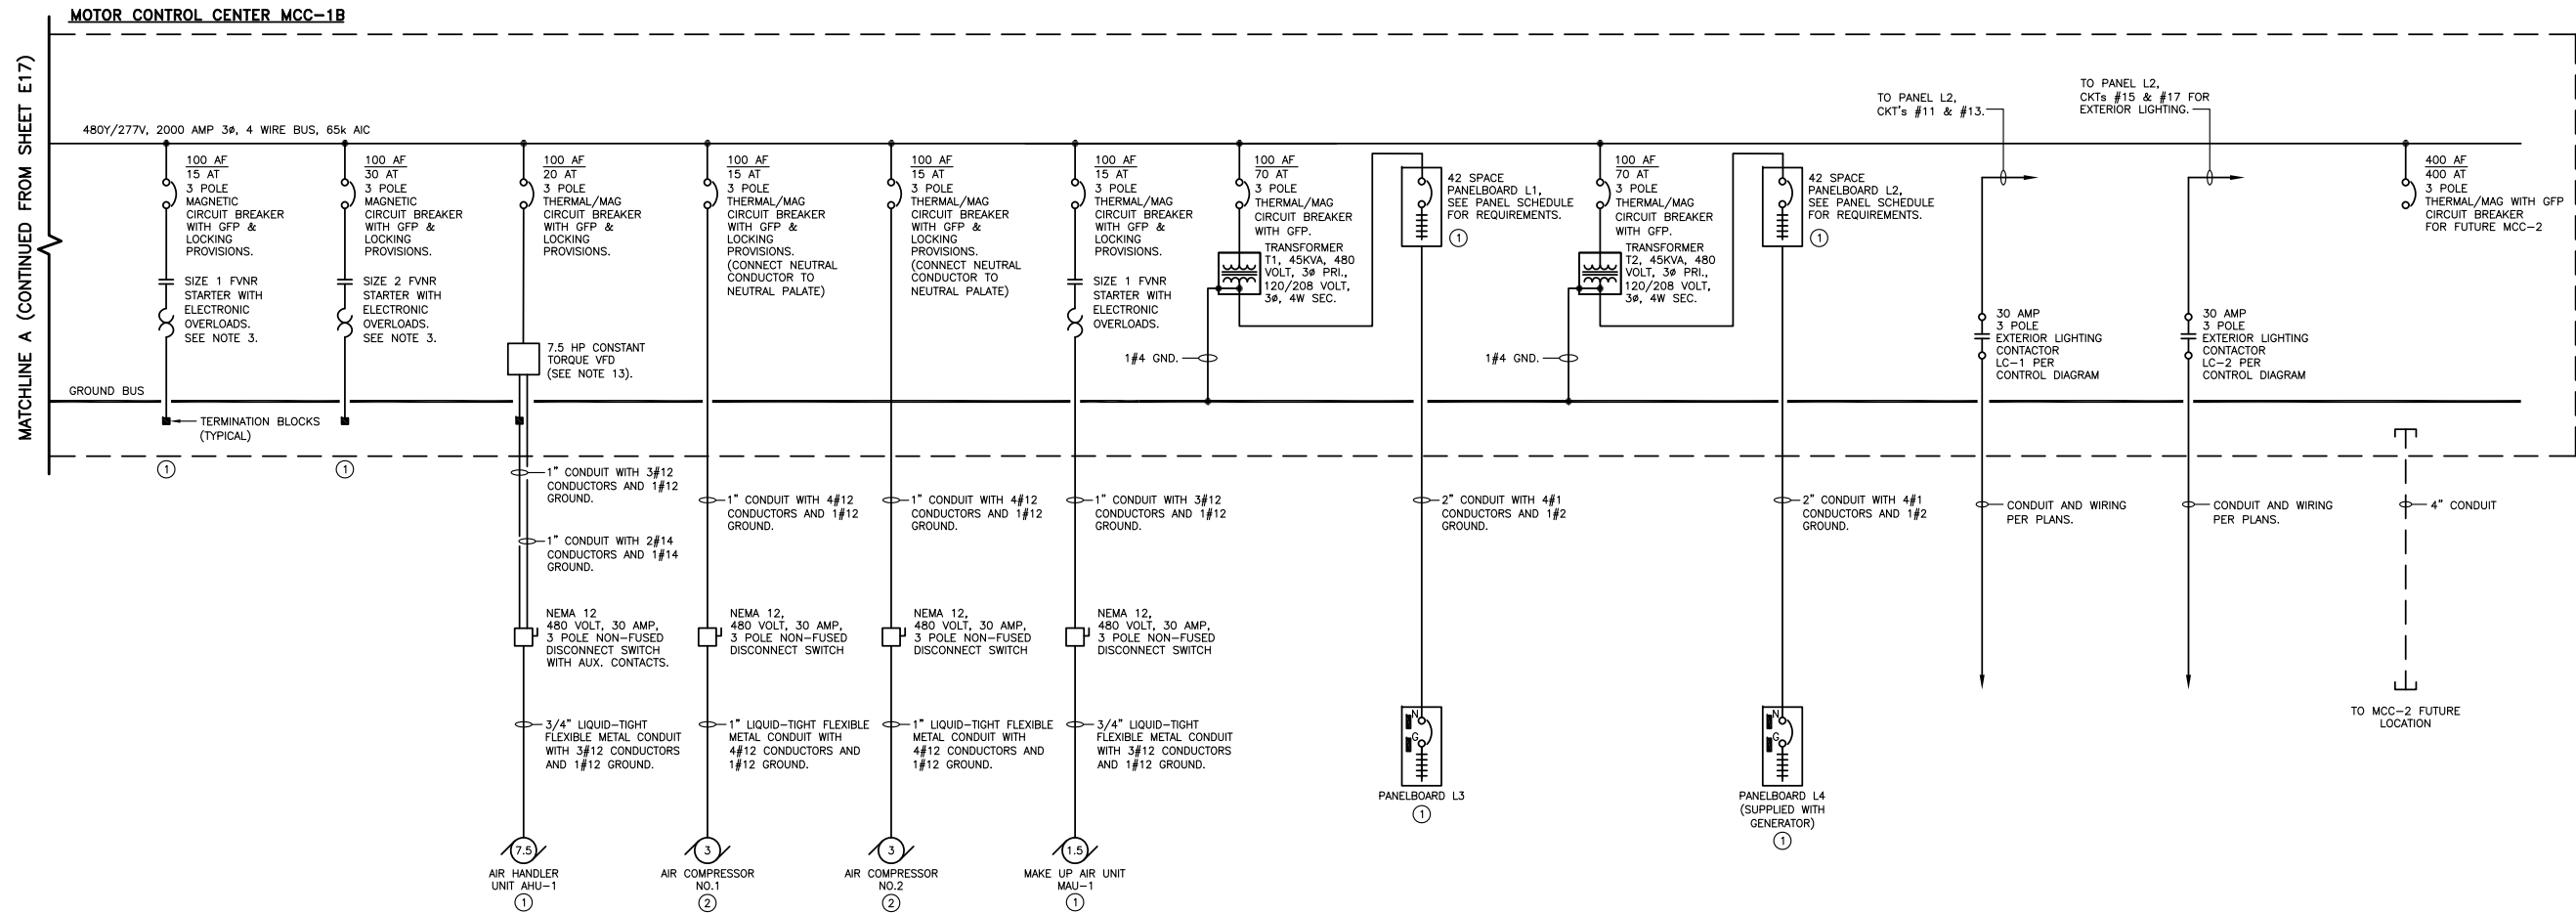 MOTOR CONTROL CENTER MCC-1B
MATCHLINE A (CONTINUED FROM SHEET E17)
480Y/277V, 2000 AMP 3ø, 4 WIRE BUS, 65k AIC
100 AF
15 AT
3 POLE
MAGNETIC
CIRCUIT BREAKER
WITH GFP &
LOCKING
PROVISIONS.
SIZE 1 FVNR
STARTER WITH
ELECTRONIC
OVERLOADS.
SEE NOTE 3.
100 AF
30 AT
3 POLE
MAGNETIC
CIRCUIT BREAKER
WITH GFP &
LOCKING
PROVISIONS.
SIZE 2 FVNR
STARTER WITH
ELECTRONIC
OVERLOADS.
SEE NOTE 3.
100 AF
20 AT
3 POLE
THERMAL/MAG
CIRCUIT BREAKER
WITH GFP &
LOCKING
PROVISIONS.
7.5 HP CONSTANT
TORQUE VFD
(SEE NOTE 13).
100 AF
15 AT
3 POLE
THERMAL/MAG
CIRCUIT BREAKER
WITH GFP &
LOCKING
PROVISIONS.
(CONNECT NEUTRAL
CONDUCTOR TO
NEUTRAL PALATE)
100 AF
15 AT
3 POLE
THERMAL/MAG
CIRCUIT BREAKER
WITH GFP &
LOCKING
PROVISIONS.
(CONNECT NEUTRAL
CONDUCTOR TO
NEUTRAL PALATE)
100 AF
15 AT
3 POLE
THERMAL/MAG
CIRCUIT BREAKER
WITH GFP &
LOCKING
PROVISIONS.
SIZE 1 FVNR
STARTER WITH
ELECTRONIC
OVERLOADS.
100 AF
70 AT
3 POLE
THERMAL/MAG
CIRCUIT BREAKER
WITH GFP.
TRANSFORMER
T1, 45KVA, 480
VOLT, 3ø PRI.,
120/208 VOLT,
3ø, 4W SEC.
1#4 GND.
42 SPACE
PANELBOARD L1,
SEE PANEL SCHEDULE
FOR REQUIREMENTS.
1
100 AF
70 AT
3 POLE
THERMAL/MAG
CIRCUIT BREAKER
WITH GFP.
TRANSFORMER
T2, 45KVA, 480
VOLT, 3ø PRI.,
120/208 VOLT,
3ø, 4W SEC.
1#4 GND.
42 SPACE
PANELBOARD L2,
SEE PANEL SCHEDULE
FOR REQUIREMENTS.
1
TO PANEL L2,
CKT's #11 & #13.
30 AMP
3 POLE
EXTERIOR LIGHTING
CONTACTOR
LC-1 PER
CONTROL DIAGRAM
TO PANEL L2,
CKTs #15 & #17 FOR
EXTERIOR LIGHTING.
30 AMP
3 POLE
EXTERIOR LIGHTING
CONTACTOR
LC-2 PER
CONTROL DIAGRAM
400 AF
400 AT
3 POLE
THERMAL/MAG WITH GFP
CIRCUIT BREAKER
FOR FUTURE MCC-2
GROUND BUS
TERMINATION BLOCKS
(TYPICAL)
1
1
1" CONDUIT WITH 3#12
CONDUCTORS AND 1#12
GROUND.
1" CONDUIT WITH 2#14
CONDUCTORS AND 1#14
GROUND.
NEMA 12
480 VOLT, 30 AMP,
3 POLE NON-FUSED
DISCONNECT SWITCH
WITH AUX. CONTACTS.
3/4" LIQUID-TIGHT
FLEXIBLE METAL CONDUIT
WITH 3#12 CONDUCTORS
AND 1#12 GROUND.
7.5
AIR HANDLER
UNIT AHU-1
1
1" CONDUIT WITH 4#12
CONDUCTORS AND 1#12
GROUND.
NEMA 12,
480 VOLT, 30 AMP,
3 POLE NON-FUSED
DISCONNECT SWITCH
1" LIQUID-TIGHT FLEXIBLE
METAL CONDUIT WITH
4#12 CONDUCTORS AND
1#12 GROUND.
3
AIR COMPRESSOR
NO.1
2
1" CONDUIT WITH 4#12
CONDUCTORS AND 1#12
GROUND.
NEMA 12,
480 VOLT, 30 AMP,
3 POLE NON-FUSED
DISCONNECT SWITCH
1" LIQUID-TIGHT FLEXIBLE
METAL CONDUIT WITH
4#12 CONDUCTORS AND
1#12 GROUND.
3
AIR COMPRESSOR
NO.2
2
1" CONDUIT WITH 3#12
CONDUCTORS AND 1#12
GROUND.
NEMA 12,
480 VOLT, 30 AMP,
3 POLE NON-FUSED
DISCONNECT SWITCH
3/4" LIQUID-TIGHT
FLEXIBLE METAL CONDUIT
WITH 3#12 CONDUCTORS
AND 1#12 GROUND.
1.5
MAKE UP AIR UNIT
MAU-1
1
2" CONDUIT WITH 4#1
CONDUCTORS AND 1#2
GROUND.
N
G
PANELBOARD L3
1
2" CONDUIT WITH 4#1
CONDUCTORS AND 1#2
GROUND.
N
G
PANELBOARD L4
(SUPPLIED WITH
GENERATOR)
1
CONDUIT AND WIRING
PER PLANS.
CONDUIT AND WIRING
PER PLANS.
4" CONDUIT
TO MCC-2 FUTURE
LOCATION